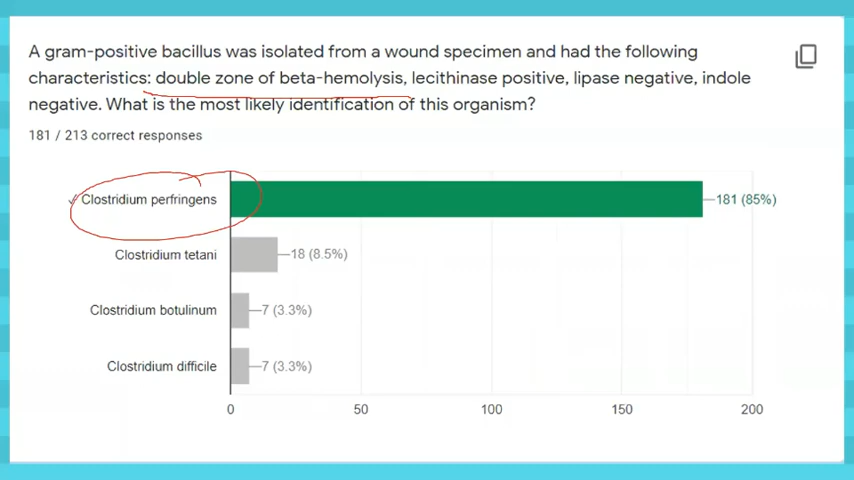 A gram-positive bacillus was isolated from a wound specimen and had the following
characteristics: double zone of beta-hemolysis, lecithinase positive, lipase negative, indole
negative. What is the most likely identification of this organism?
181 / 213 correct responses
Clostridium perfringens
181 (85%)
Clostridium tetani
18 (8.5%)
Clostridium botulinum
7 (3.3%)
Clostridium difficile
7 (3.3%)
0 50 100 150 200